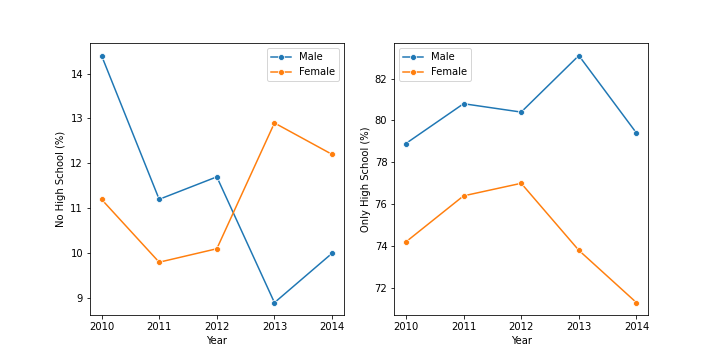 Male
Female
No High School (%)
14
13
12
11
10
9
2010 2011 2012 2013 2014
Year
Male
Female
Only High School (%)
82
80
78
76
74
72
2010 2011 2012 2013 2014
Year